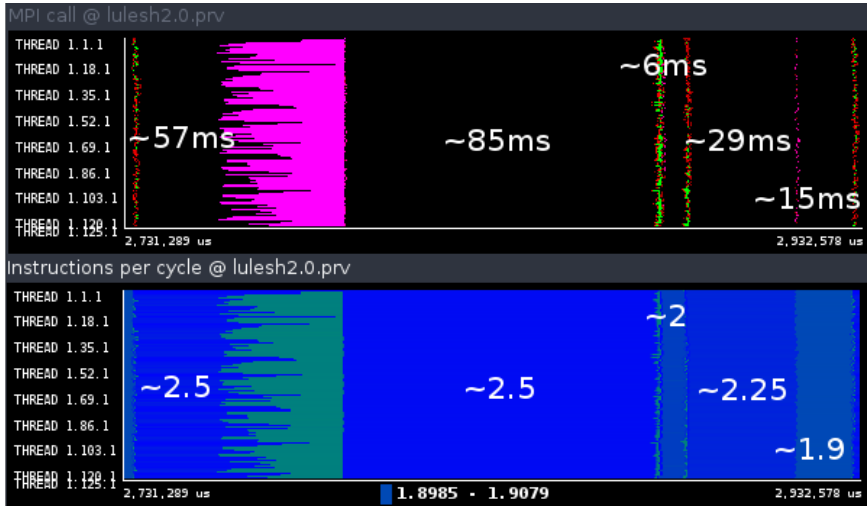 MPI call @ lulesh2.0.prv
THREAD 1.1.1
THREAD 1.18.1
THREAD 1.35.1
THREAD 1.52.1
THREAD 1.69.1
THREAD 1.86.1
THREAD 1.103.1
THREAD 1.120.1
THREAD 1.125.1
~57ms
~85ms
~6ms
~29ms
~15ms
2,731,289 us
2,932,578 us
Instructions per cycle @ lulesh2.0.prv
THREAD 1.1.1
THREAD 1.18.1
THREAD 1.35.1
THREAD 1.52.1
THREAD 1.69.1
THREAD 1.86.1
THREAD 1.103.1
THREAD 1.120.1
THREAD 1.125.1
~2.5
~2.5
~2
~2.25
~1.9
2,731,289 us
1.8985 - 1.9079
2,932,578 us